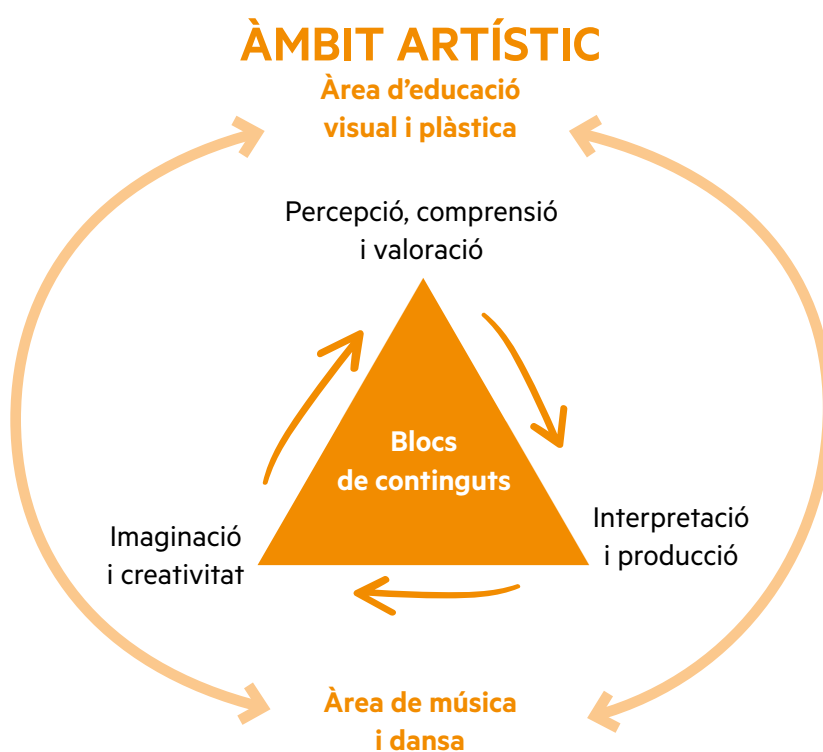 ÀMBIT ARTÍSTIC
Àrea d’educació
visual i plàstica
Percepció, comprensió
i valoració
Blocs
de continguts
Imaginació
i creativitat
Interpretació
i producció
Àrea de música
i dansa